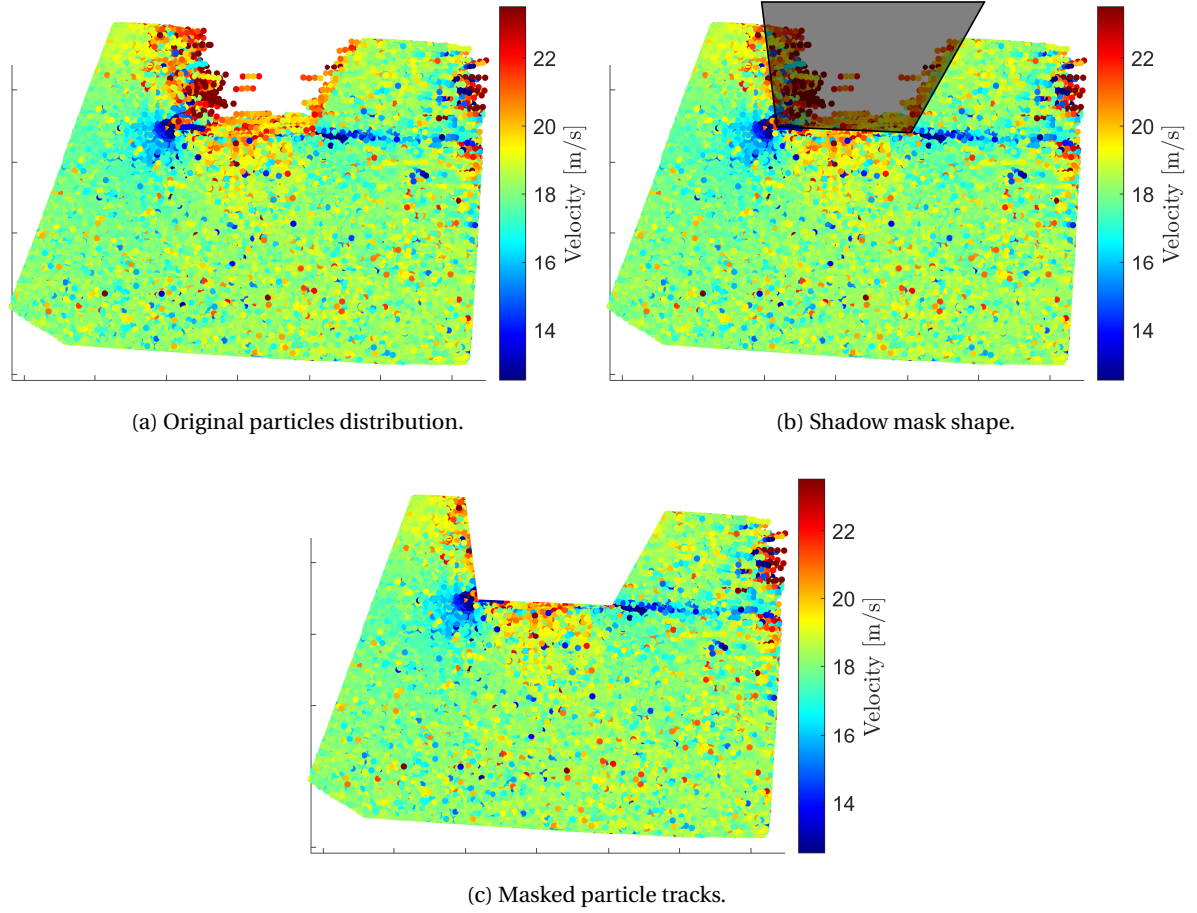 22
20
18
16
14
Velocity [m/s]
(a) Original particles distribution.
22
20
18
16
14
Velocity [m/s]
(b) Shadow mask shape.
22
20
18
16
14
Velocity [m/s]
(c) Masked particle tracks.